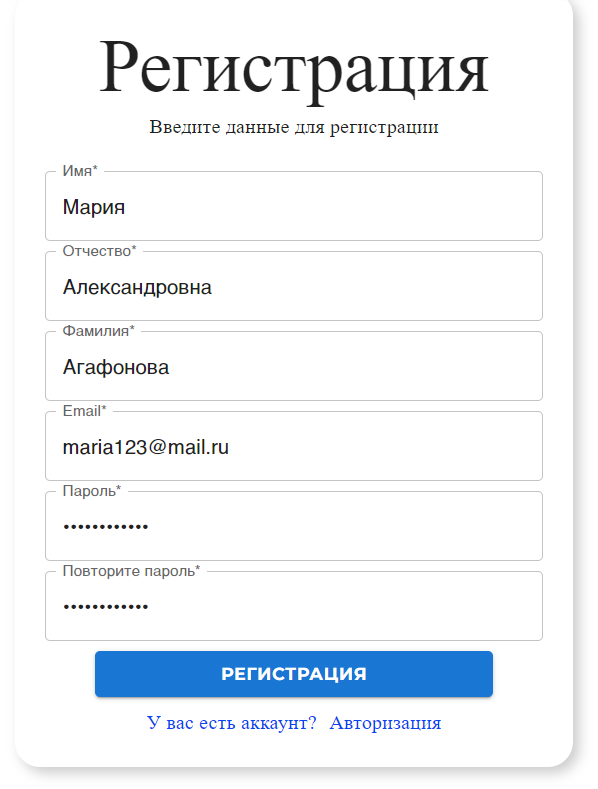 Регистрация
Введите данные для регистрации
Имя*
Мария
Отчество*
Александровна
Фамилия*
Агафонова
Email*
maria123@mail.ru
Пароль*
••••••••••••
Повторите пароль*
••••••••••••
РЕГИСТРАЦИЯ
У вас есть аккаунт? Авторизация